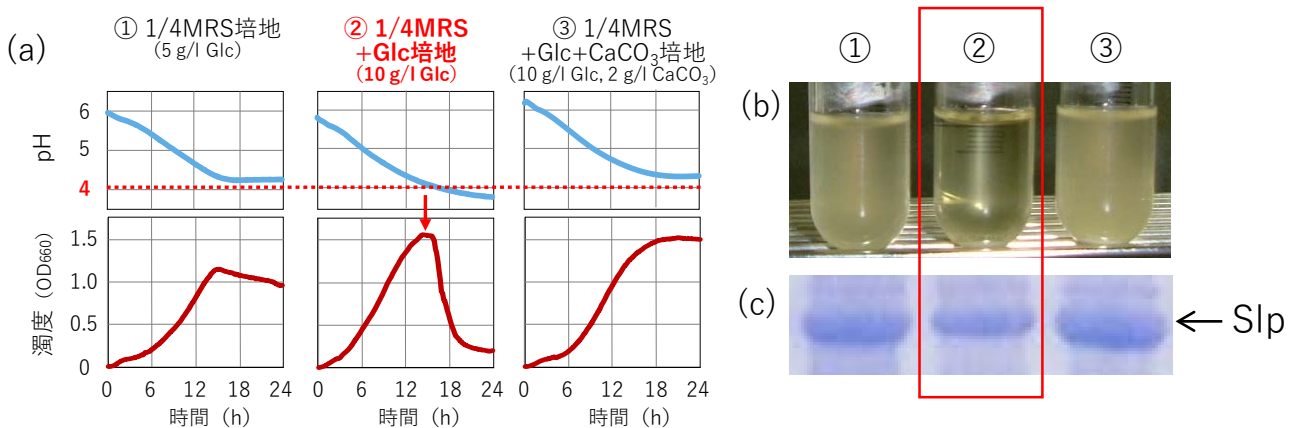 (a)
① 1/4MRS培地
(5 g/l Glc)
② 1/4MRS
+Glc培地
(10 g/l Glc)
③ 1/4MRS
+Glc+CaCO₃培地
(10 g/l Glc, 2 g/l CaCO₃)
pH
6
5
4
濁度 (OD660)
1.5
1.0
0.5
0
0 6 12 18 24
時間 (h)
0 6 12 18 24
時間 (h)
0 6 12 18 24
時間 (h)
① ② ③
(b)
(c)
Slp